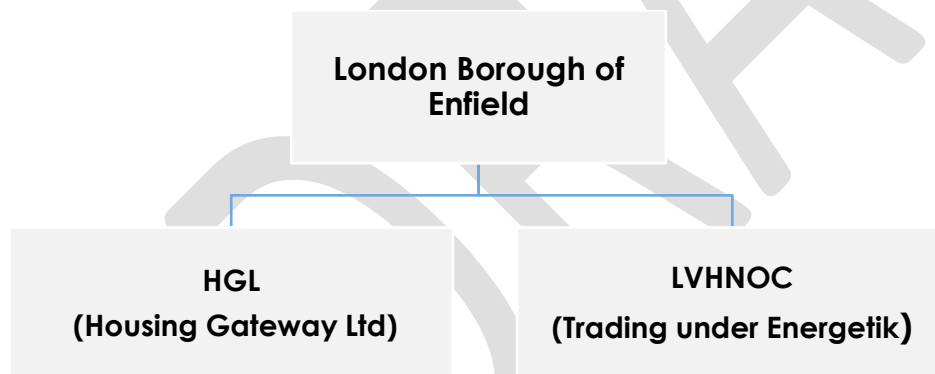 London Borough of
Enfield
HGL
(Housing Gateway Ltd)
LVHNOC
(Trading under Energetik)